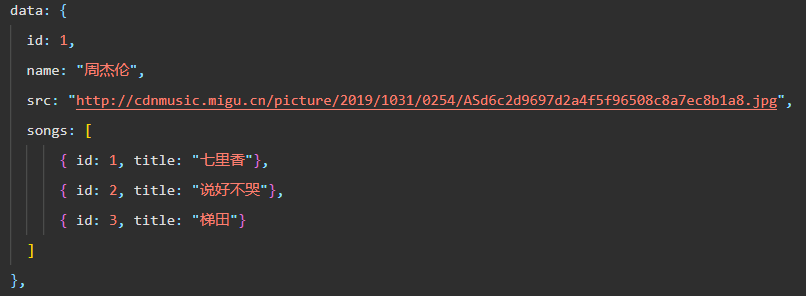 data: {
id: 1,
name: "周杰伦",
src: "http://cdnmusic.migu.cn/picture/2019/1031/0254/ASd6c2d9697d2a4f5f96508c8a7ec8b1a8.jpg",
songs: [
{ id: 1, title: "七里香"},
{ id: 2, title: "说好不哭"},
{ id: 3, title: "梯田"}
]
},